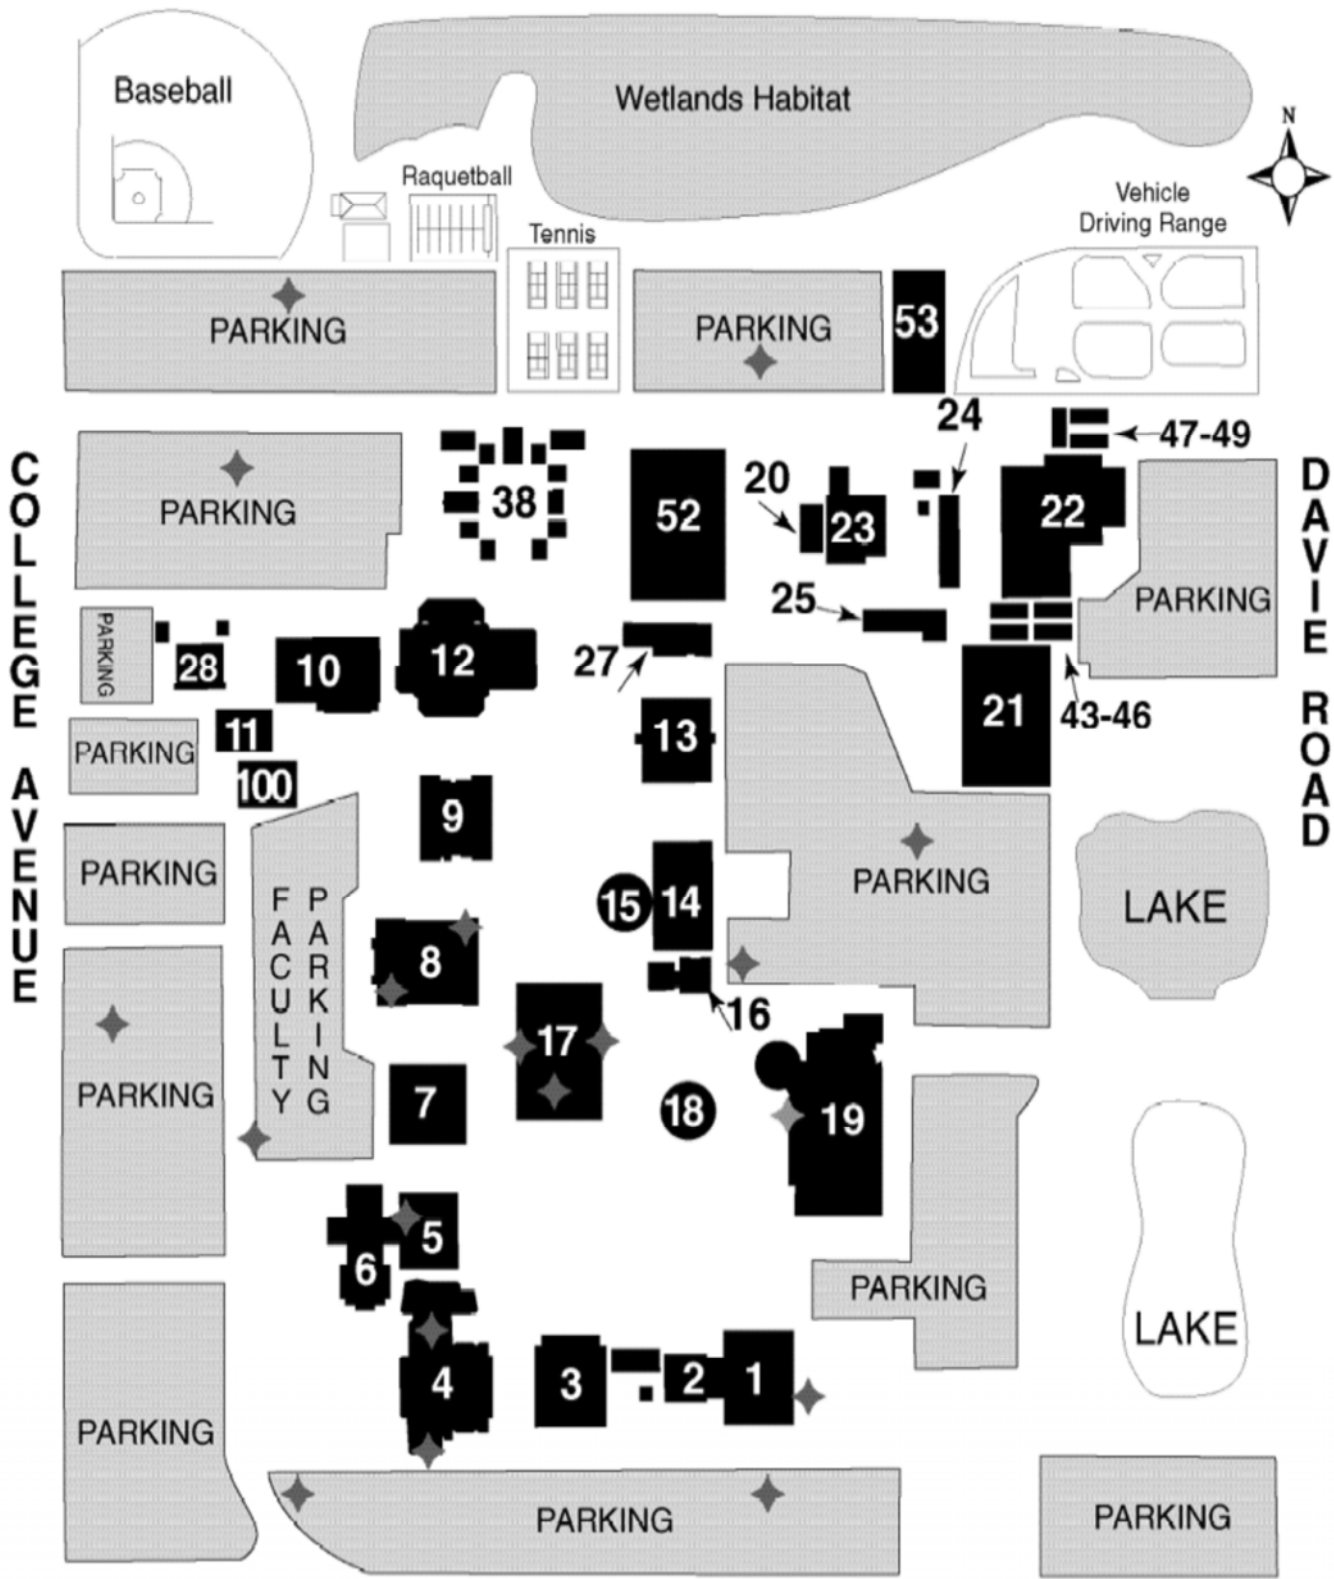 Baseball
Wetlands Habitat
N
Raquetball
Vehicle
Driving Range
Tennis
PARKING
PARKING
53
24
47-49
COLLEGE AVENUE
DAVIE ROAD
PARKING
38
52
20
23
22
25
PARKING
PARKING
28
10
12
27
13
21
43-46
11
PARKING
100
9
PARKING
FACULTY
PARKING
15
14
PARKING
LAKE
8
16
17
PARKING
7
18
19
5
6
PARKING
LAKE
4
3
2
1
PARKING
PARKING
PARKING